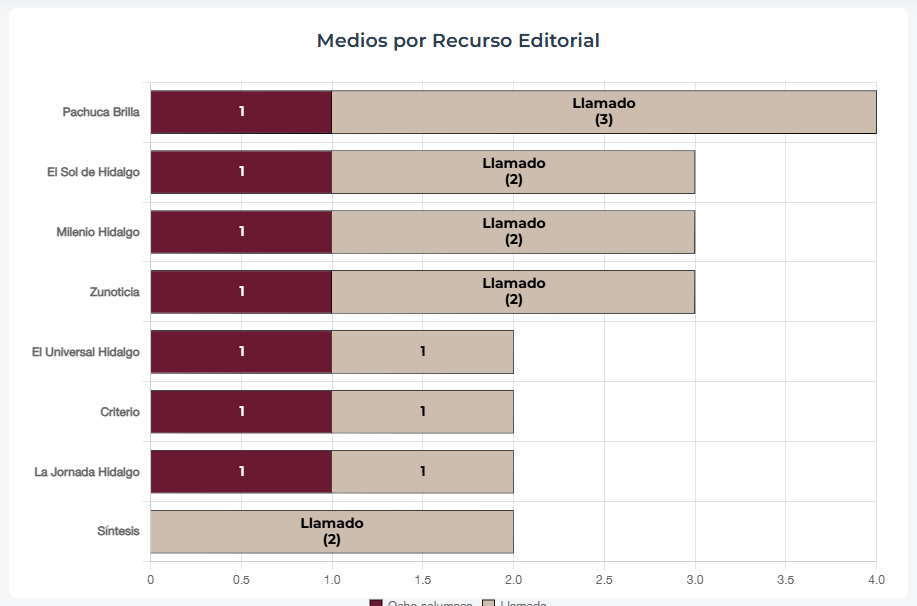 Medios por Recurso Editorial
Pachuca Brilla
1
Llamado
(3)
El Sol de Hidalgo
1
Llamado
(2)
Milenio Hidalgo
1
Llamado
(2)
Zunoticia
1
Llamado
(2)
El Universal Hidalgo
1
1
Criterio
1
1
La Jornada Hidalgo
1
1
Síntesis
Llamado
(2)
0 0.5 1.0 1.5 2.0 2.5 3.0 3.5 4.0
Ocho columnas Llamado